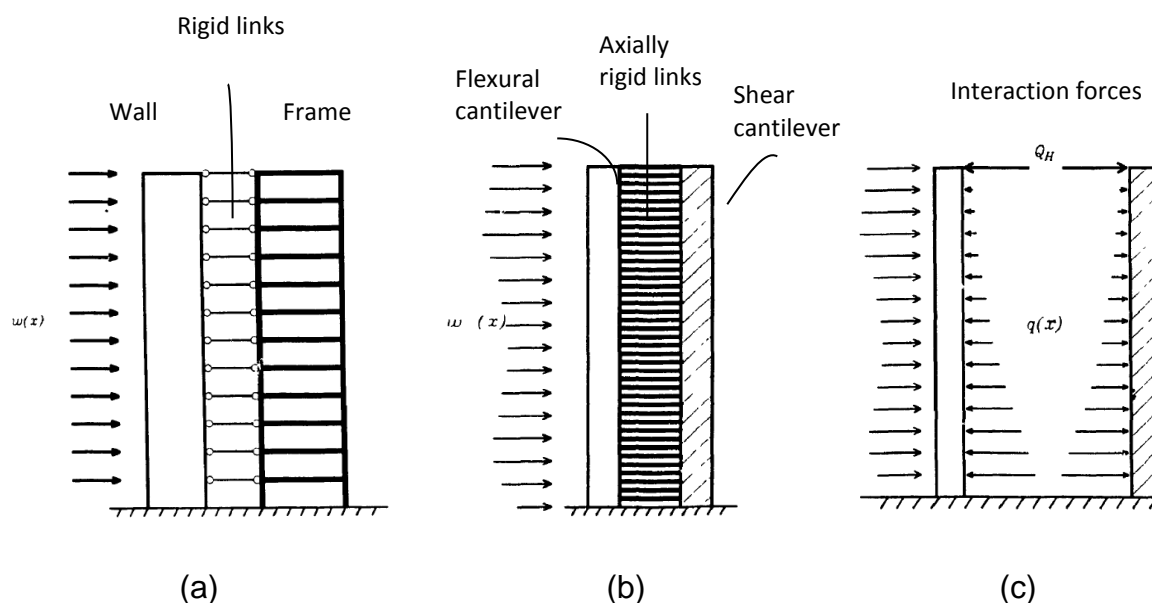 Rigid links
Wall
Frame
w(x)
(a)
Axially
rigid links
Flexural
cantilever
Shear
cantilever
w (x)
(b)
Interaction forces
Q_H
q(x)
(c)